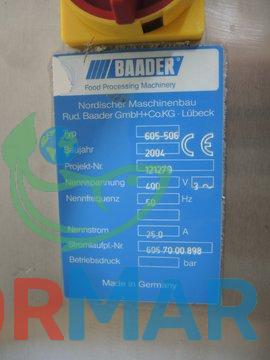 BAADER
Food Processing Machinery
Nordischer Maschinenbau
Rud. Baader GmbH+Co.KG · Lübeck
Typ 605-506 CE
Baujahr 2004
Projekt-Nr. 121279
Nennspannung 400 V 3~
Nennfrequenz 50 Hz
Nennstrom 25,0 A
Stromlaufpl.-Nr. 605 70 00.898
Betriebsdruck bar
Made in Germany
ORMAR